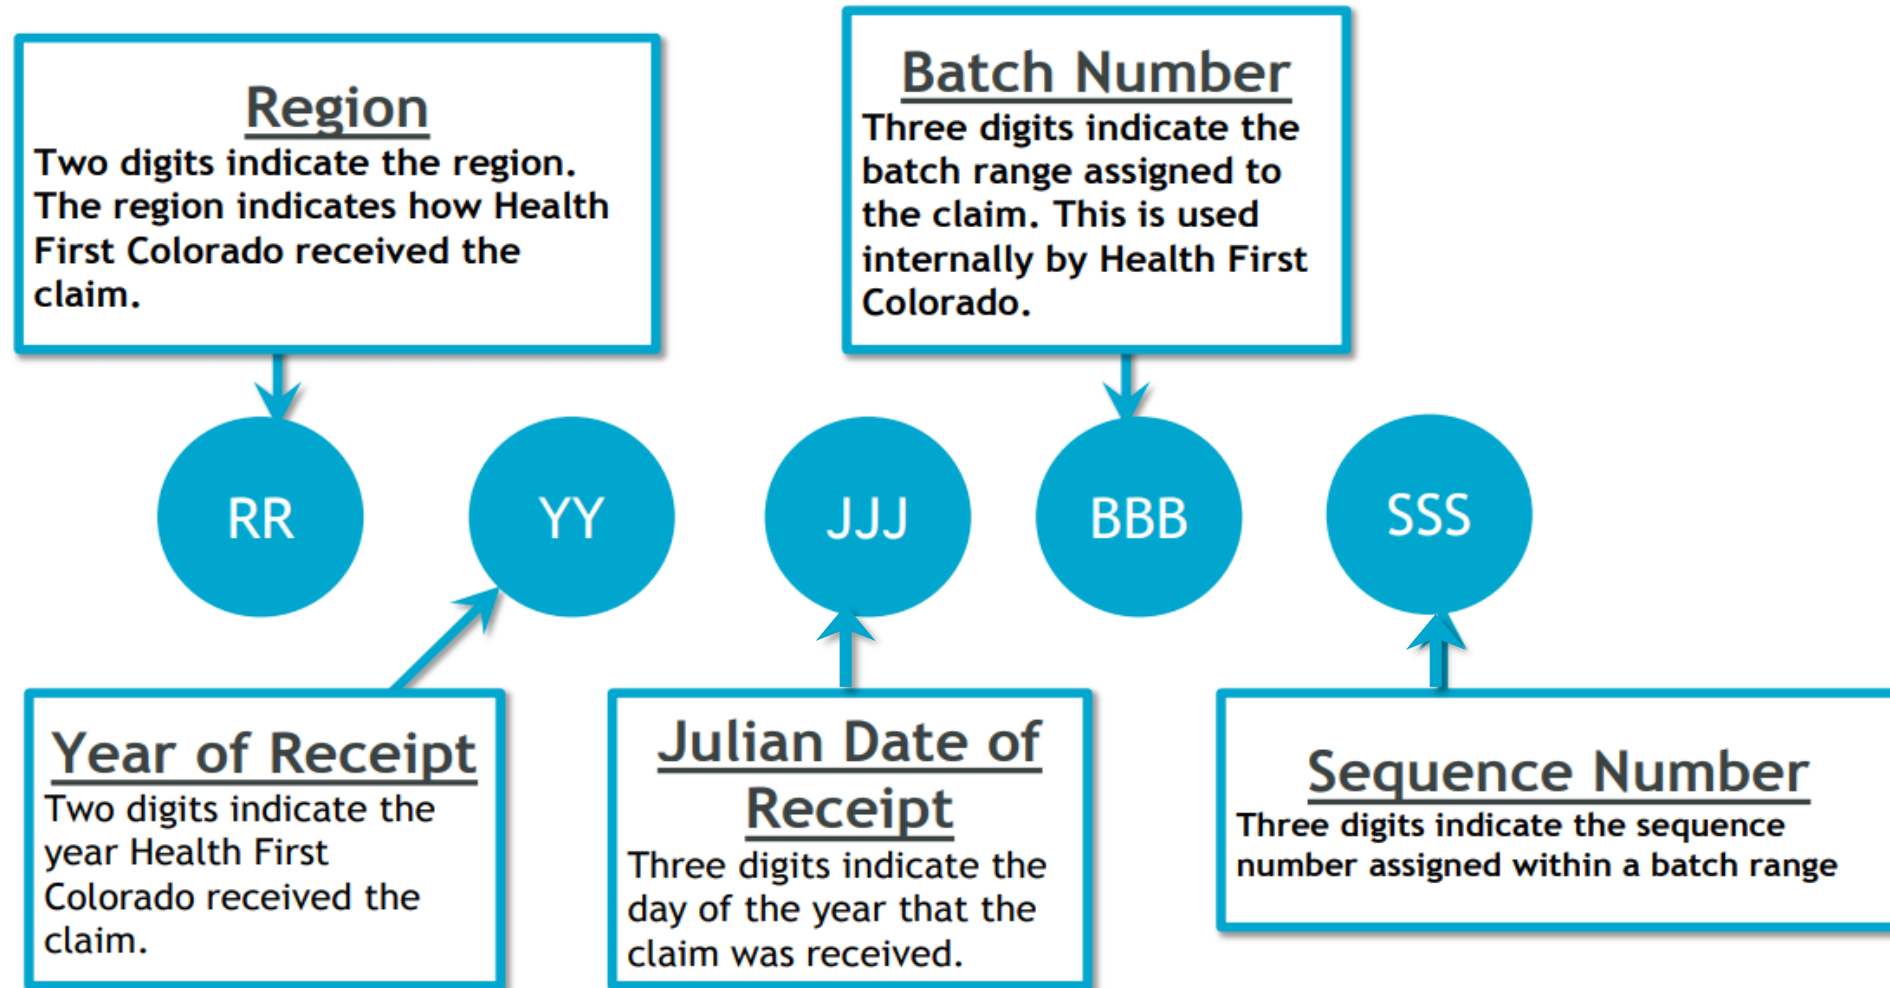 Region
Two digits indicate the region.
The region indicates how Health
First Colorado received the
claim.
Batch Number
Three digits indicate the
batch range assigned to
the claim. This is used
internally by Health First
Colorado.
RR
YY
JJJ
BBB
SSS
Year of Receipt
Two digits indicate the
year Health First
Colorado received the
claim.
Julian Date of
Receipt
Three digits indicate the
day of the year that the
claim was received.
Sequence Number
Three digits indicate the sequence
number assigned within a batch range